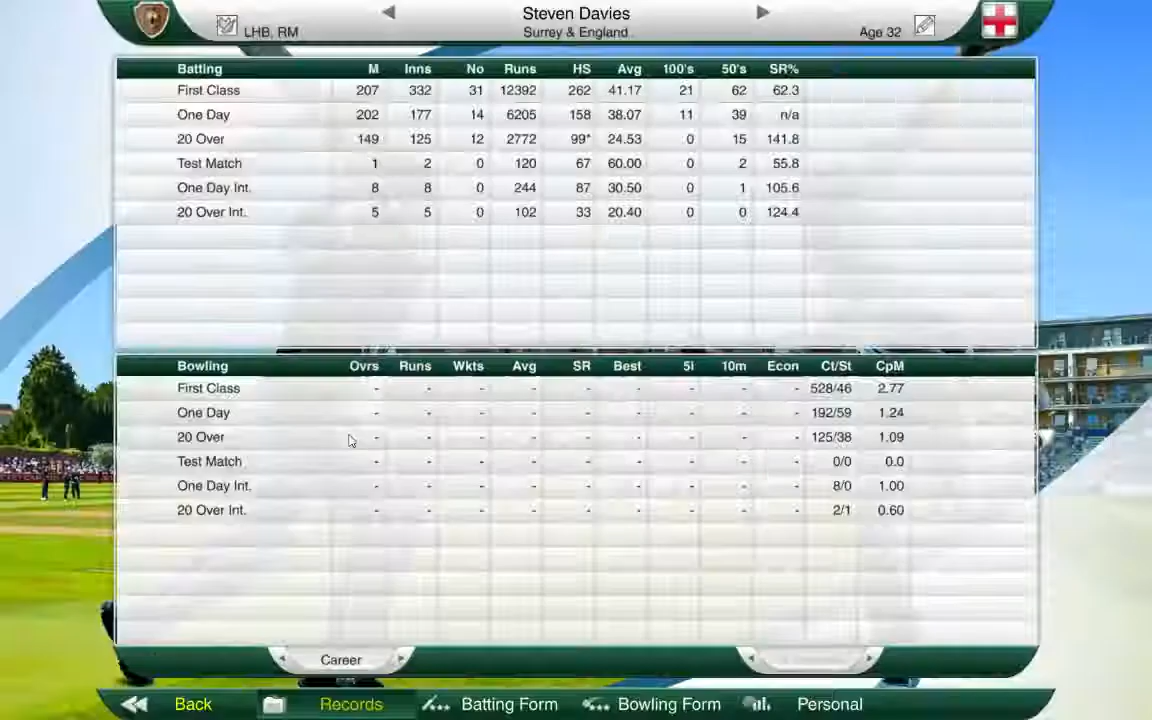 Steven Davies
LHB, RM
Surrey & England
Age 32
Batting M Inns No Runs HS Avg 100's 50's SR%
First Class 207 332 31 12392 262 41.17 21 62 62.3
One Day 202 177 14 6205 158 38.07 11 39 n/a
20 Over 149 125 12 2772 99* 24.53 0 15 141.8
Test Match 1 2 0 120 67 60.00 0 2 55.8
One Day Int. 8 8 0 244 87 30.50 0 1 105.6
20 Over Int. 5 5 0 102 33 20.40 0 0 124.4
Bowling Ovrs Runs Wkts Avg SR Best 5i 10m Econ Ct/St CpM
First Class - - - - - - - - - 528/46 2.77
One Day - - - - - - - - - 192/59 1.24
20 Over - - - - - - - - - 125/38 1.09
Test Match - - - - - - - - - 0/0 0.0
One Day Int. - - - - - - - - - 8/0 1.00
20 Over Int. - - - - - - - - - 2/1 0.60
Career
Back Records Batting Form Bowling Form Personal